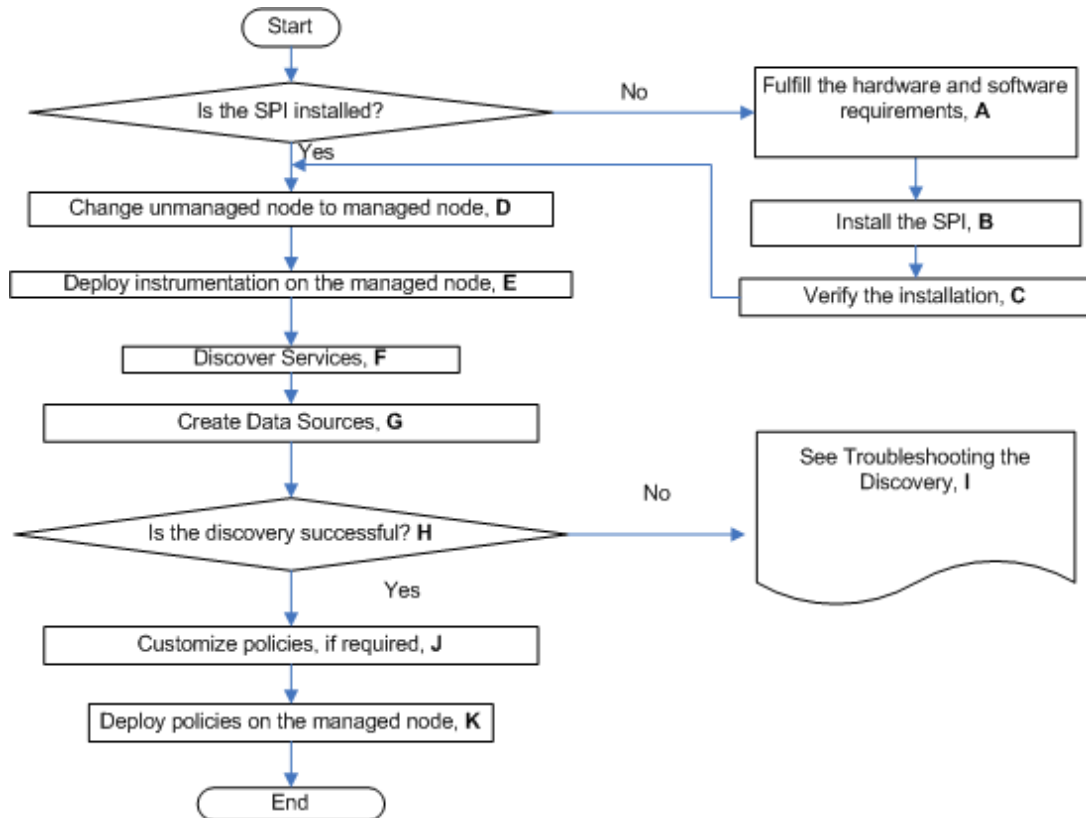 Start
Is the SPI installed?
No
Fulfill the hardware and software
requirements, A
Yes
Install the SPI, B
Change unmanaged node to managed node, D
Verify the installation, C
Deploy instrumentation on the managed node, E
Discover Services, F
Create Data Sources, G
See Troubleshooting the
Discovery, I
No
Is the discovery successful? H
Yes
Customize policies, if required, J
Deploy policies on the managed node, K
End